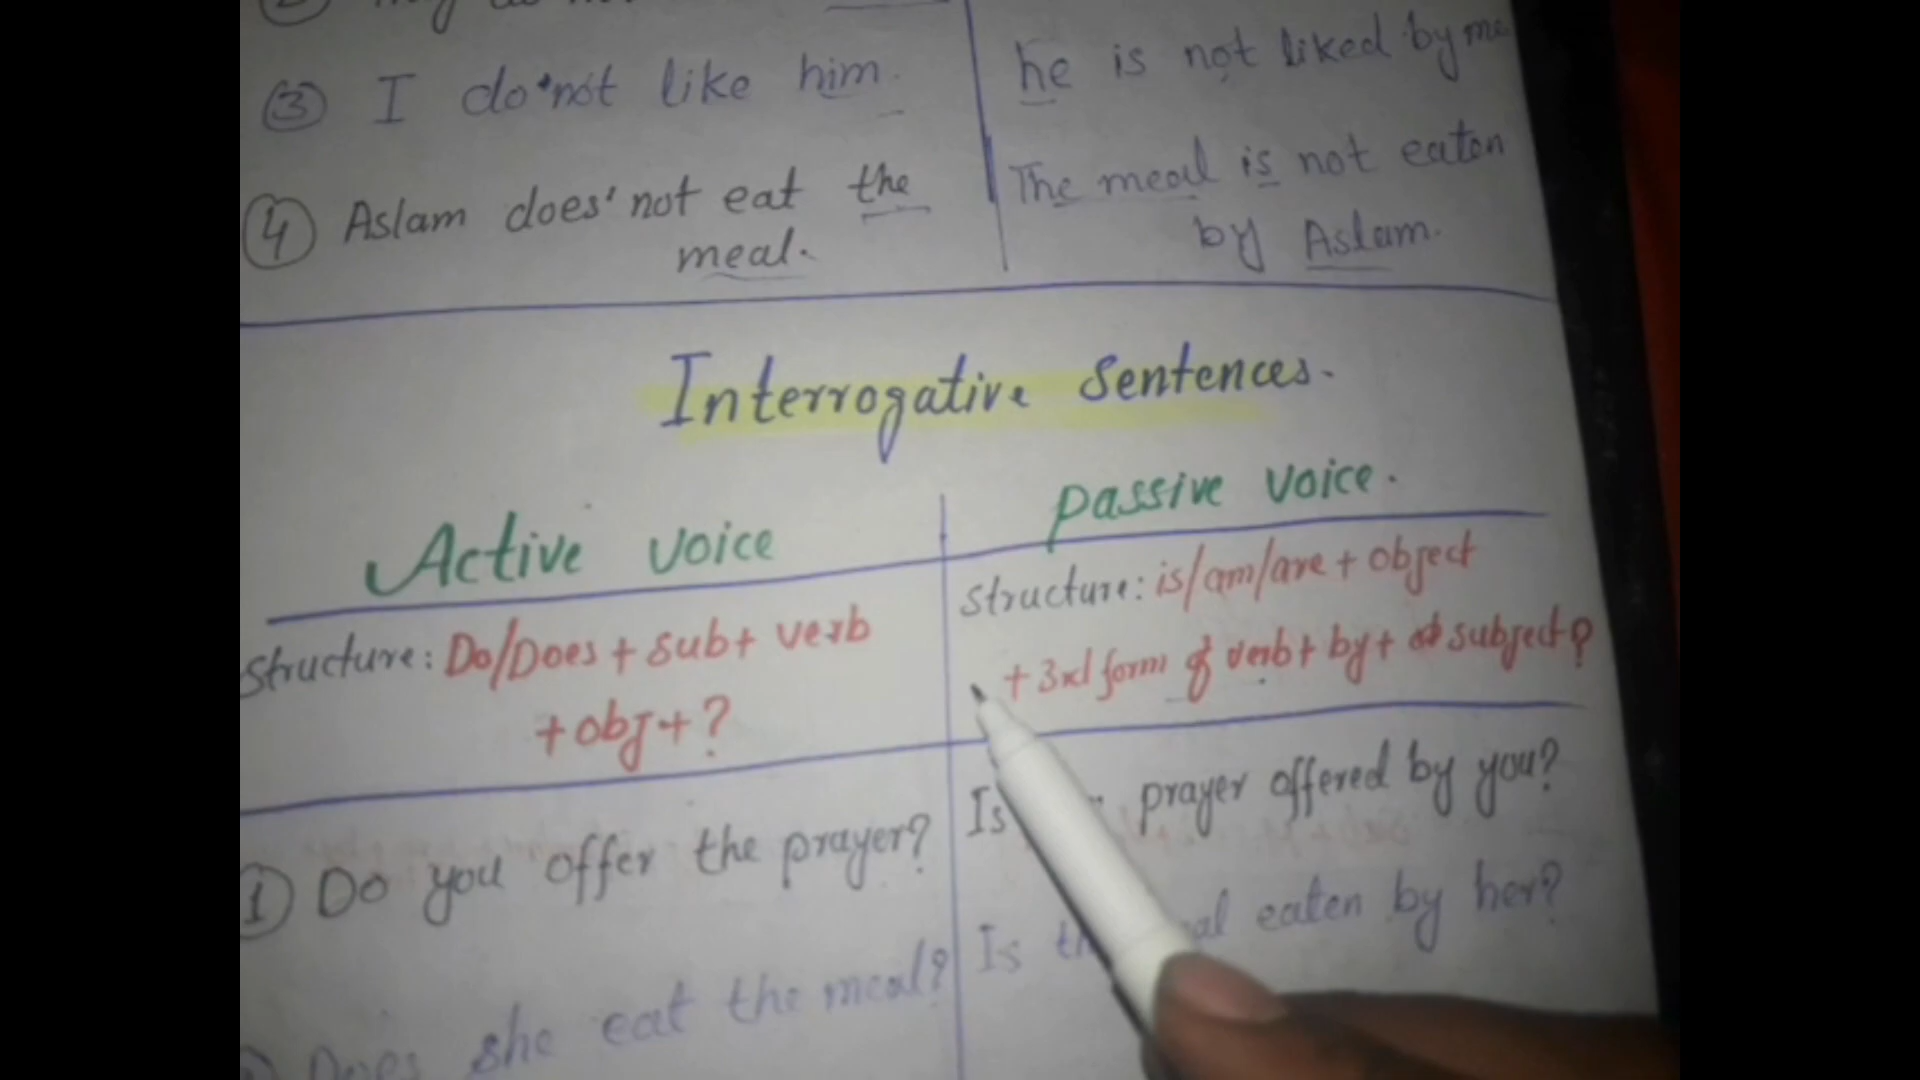 ③ I do not like him.
he is not liked by me
④ Aslam does not eat the
meal.
The meal is not eaten
by Aslam.
Interrogative Sentences.
Active voice
passive voice.
Structure: Do/Does + sub + verb
+ obj + ?
Structure: is/am/are + object
+ 3rd form of verb + by + subject?
1) Do you offer the prayer?
Is prayer offered by you?
Does she eat the meal?
Is eaten by her?